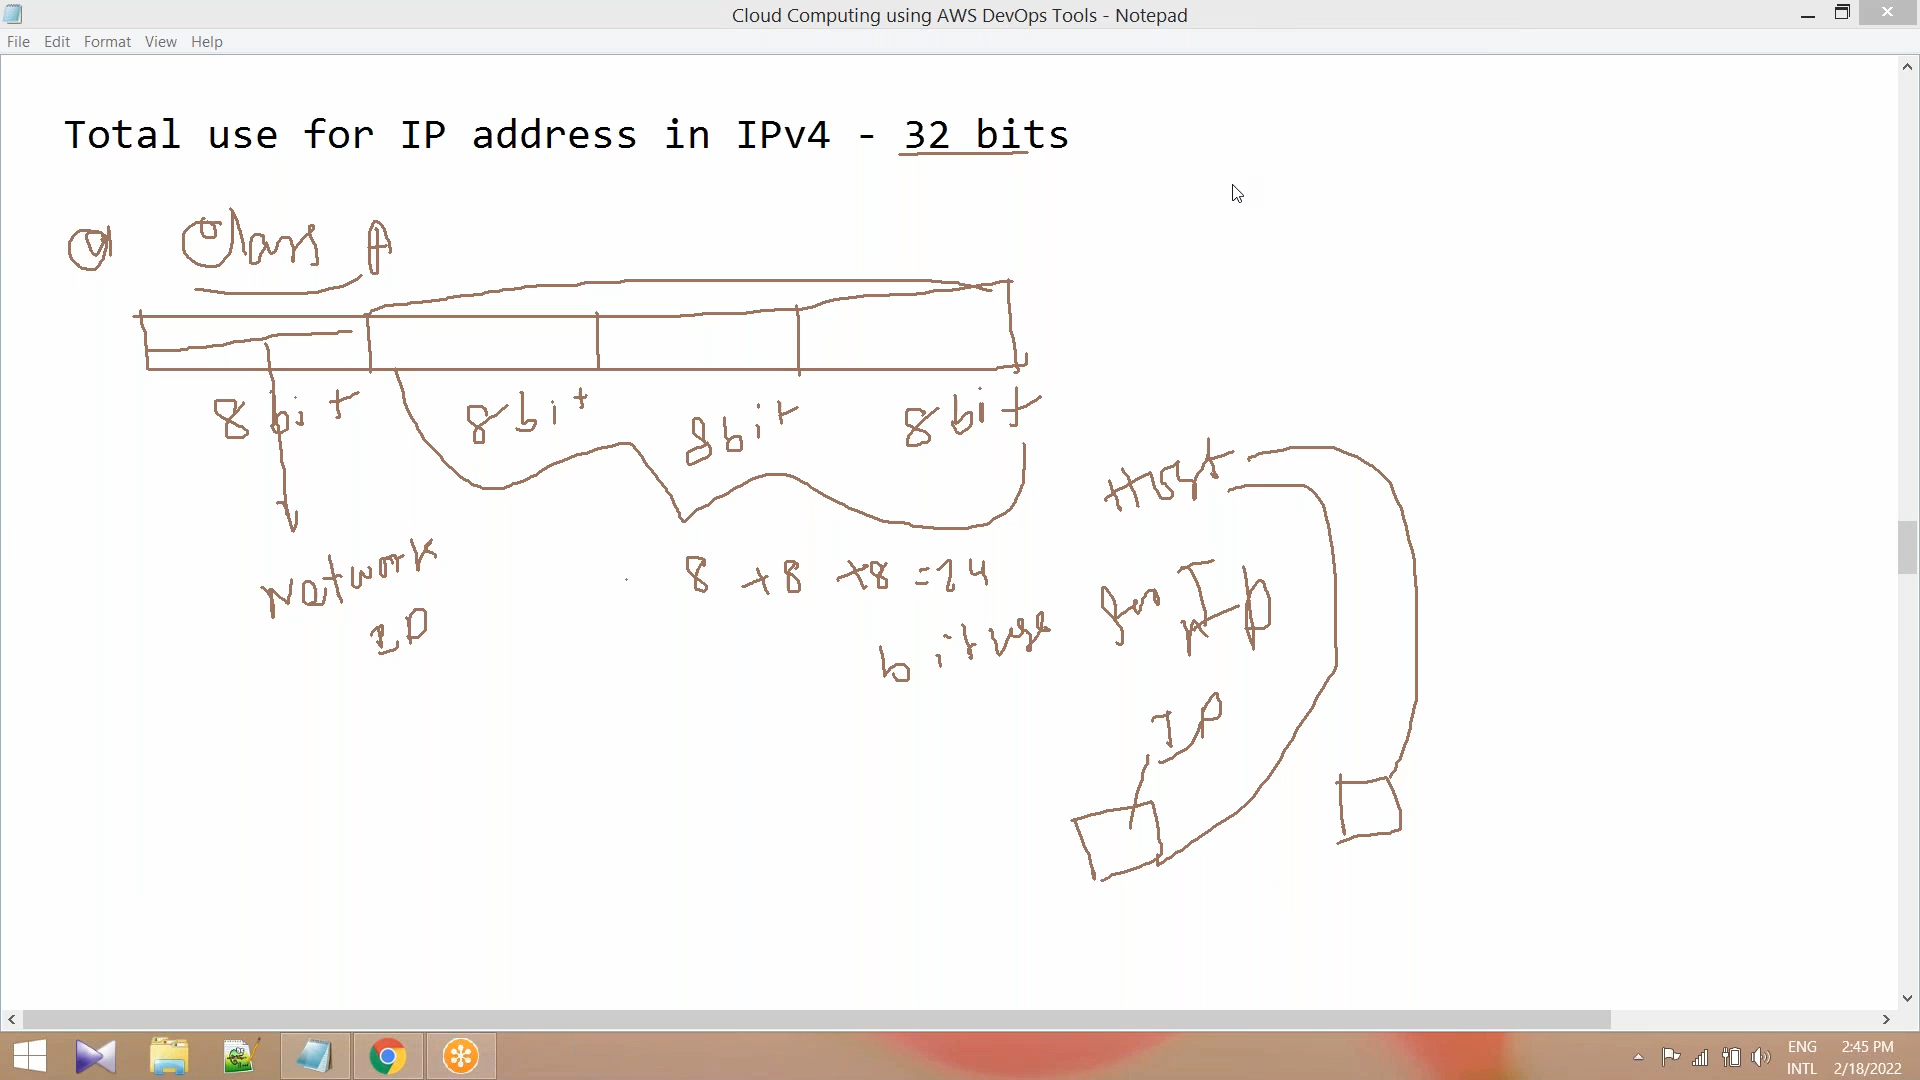 Cloud Computing using AWS DevOps Tools - Notepad
File Edit Format View Help
Total use for IP address in IPv4 - 32 bits
Class A
8 bit 8 bit 8 bit 8 bit
Host
Network
ID
8 + 8 + 8 = 24
bit use for IP
IP
ENG 2:45 PM
INTL 2/18/2022